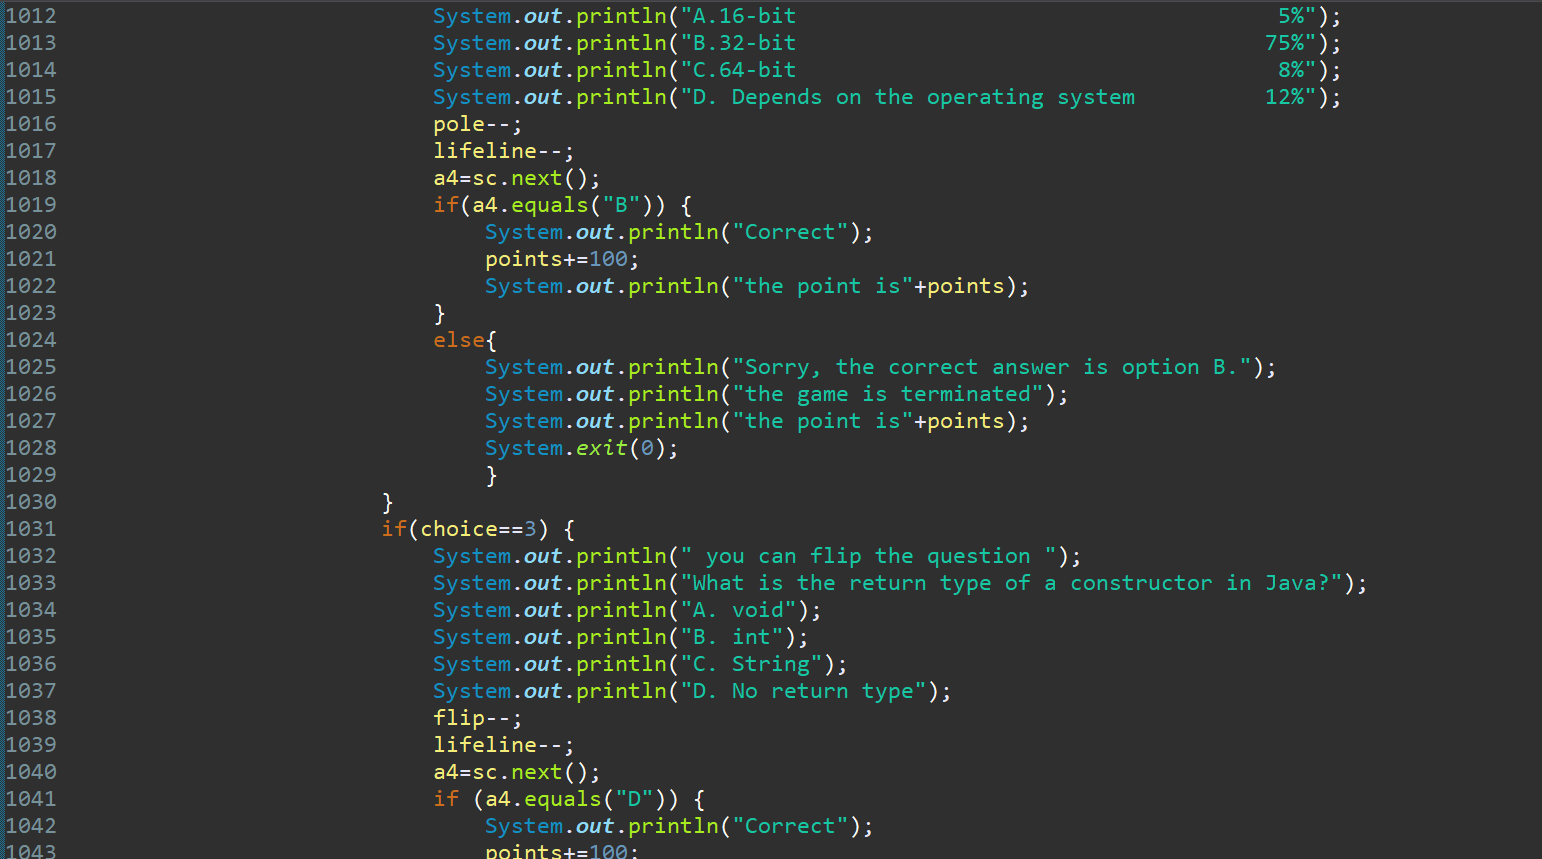 1012 System.out.println("A.16-bit                                     5%");
1013 System.out.println("B.32-bit                                    75%");
1014 System.out.println("C.64-bit                                     8%");
1015 System.out.println("D. Depends on the operating system          12%");
1016 pole--;
1017 lifeline--;
1018 a4=sc.next();
1019 if(a4.equals("B")) {
1020 System.out.println("Correct");
1021 points+=100;
1022 System.out.println("the point is"+points);
1023 }
1024 else{
1025 System.out.println("Sorry, the correct answer is option B.");
1026 System.out.println("the game is terminated");
1027 System.out.println("the point is"+points);
1028 System.exit(0);
1029 }
1030 }
1031 if(choice==3) {
1032 System.out.println(" you can flip the question ");
1033 System.out.println("What is the return type of a constructor in Java?");
1034 System.out.println("A. void");
1035 System.out.println("B. int");
1036 System.out.println("C. String");
1037 System.out.println("D. No return type");
1038 flip--;
1039 lifeline--;
1040 a4=sc.next();
1041 if (a4.equals("D")) {
1042 System.out.println("Correct");
1043 points+=100;